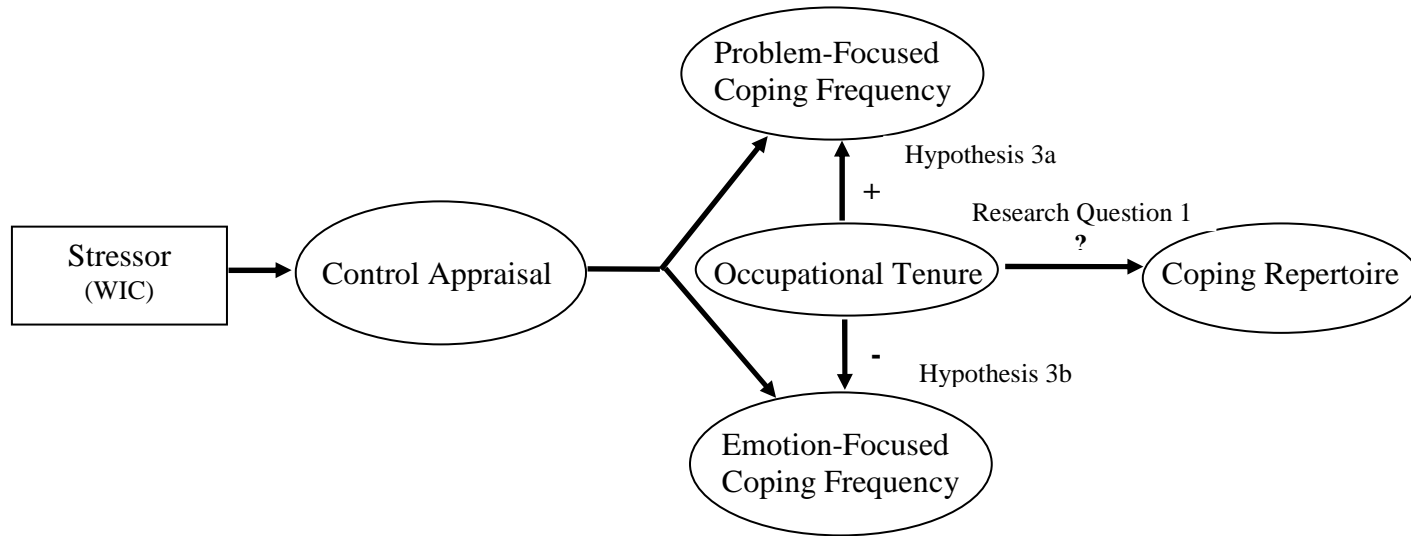 Problem-Focused
Coping Frequency
Hypothesis 3a
+
Research Question 1
?
Stressor
(WIC)
Control Appraisal
Occupational Tenure
Coping Repertoire
-
Hypothesis 3b
Emotion-Focused
Coping Frequency